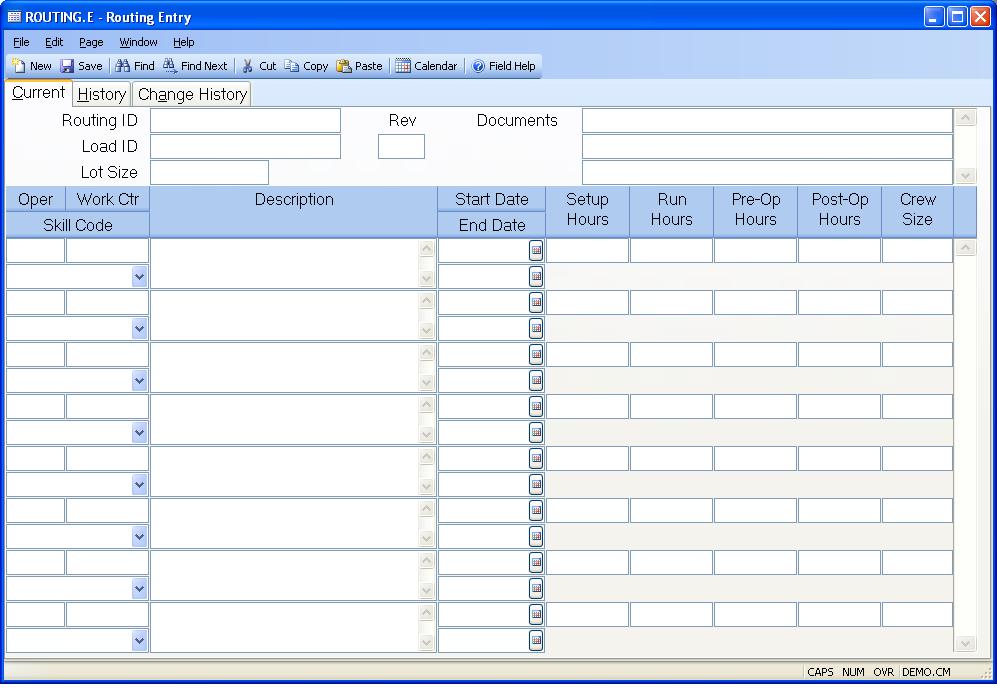 ROUTING.E - Routing Entry
File Edit Page Window Help
New Save Find Find Next Cut Copy Paste Calendar Field Help
Current History Change History
Routing ID Rev Documents
Load ID
Lot Size
Oper Work Ctr Description Start Date Setup Hours Run Hours Pre-Op Hours Post-Op Hours Crew Size
Skill Code End Date
CAPS NUM OVR DEMO.CM